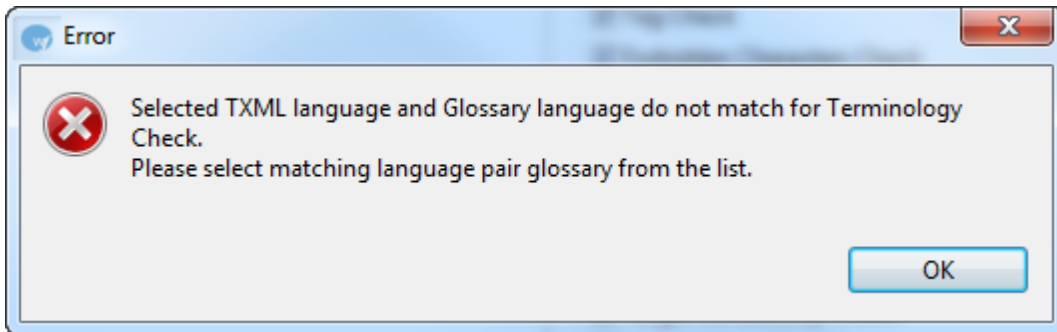 Error
Selected TXML language and Glossary language do not match for Terminology
Check.
Please select matching language pair glossary from the list.
OK